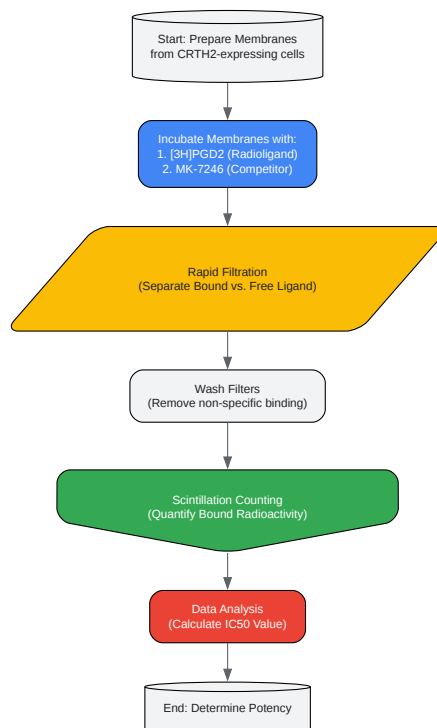 Start: Prepare Membranes
from CRTH2-expressing cells
Incubate Membranes with:
1. [3H]PGD2 (Radioligand)
2. MK-7246 (Competitor)
Rapid Filtration
(Separate Bound vs. Free Ligand)
Wash Filters
(Remove non-specific binding)
Scintillation Counting
(Quantify Bound Radioactivity)
Data Analysis
(Calculate IC50 Value)
End: Determine Potency